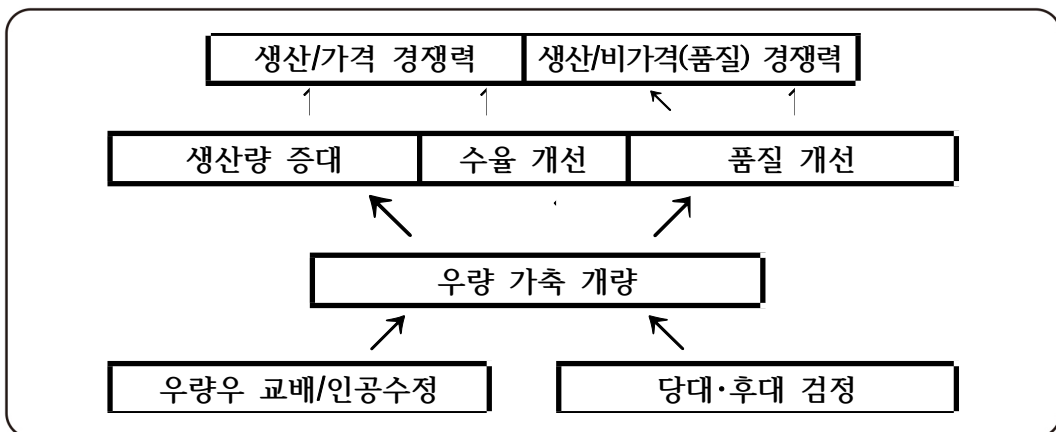 생산/가격 경쟁력 생산/비가격(품질) 경쟁력
생산량 증대 수율 개선 품질 개선
우량 가축 개량
우량우 교배/인공수정 당대·후대 검정